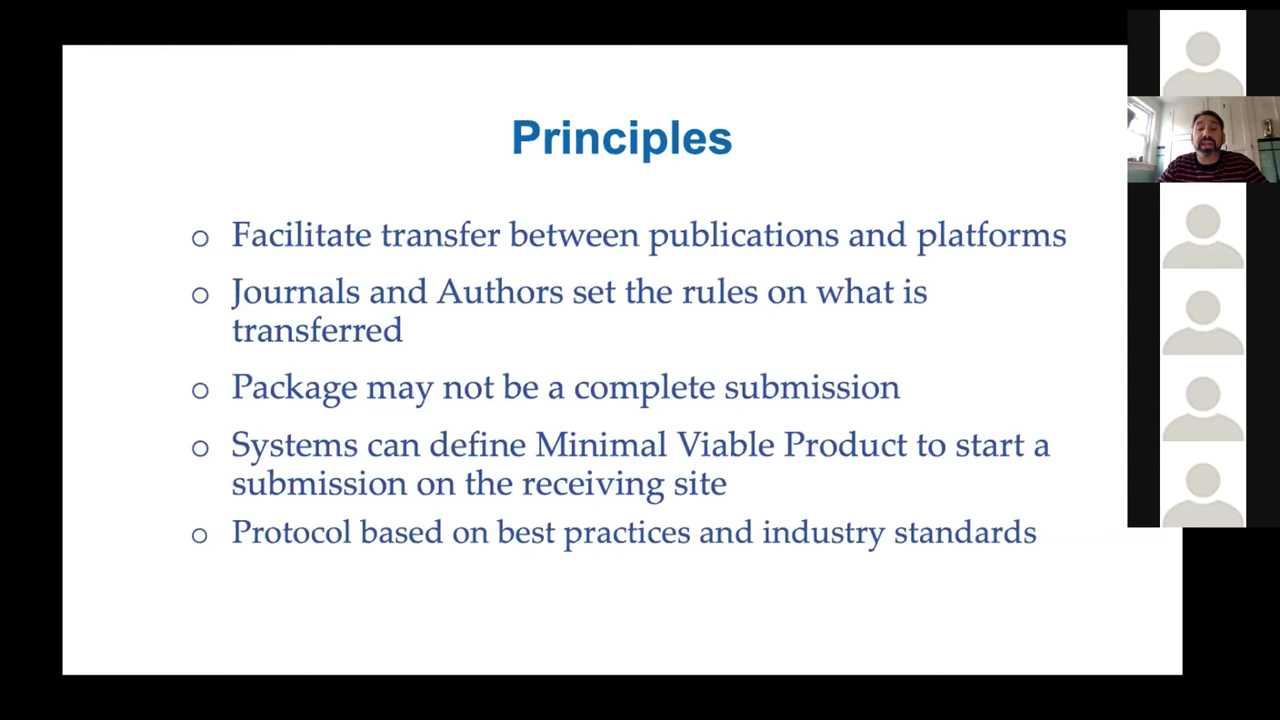 Principles
Facilitate transfer between publications and platforms
Journals and Authors set the rules on what is
transferred
Package may not be a complete submission
Systems can define Minimal Viable Product to start a
submission on the receiving site
Protocol based on best practices and industry standards